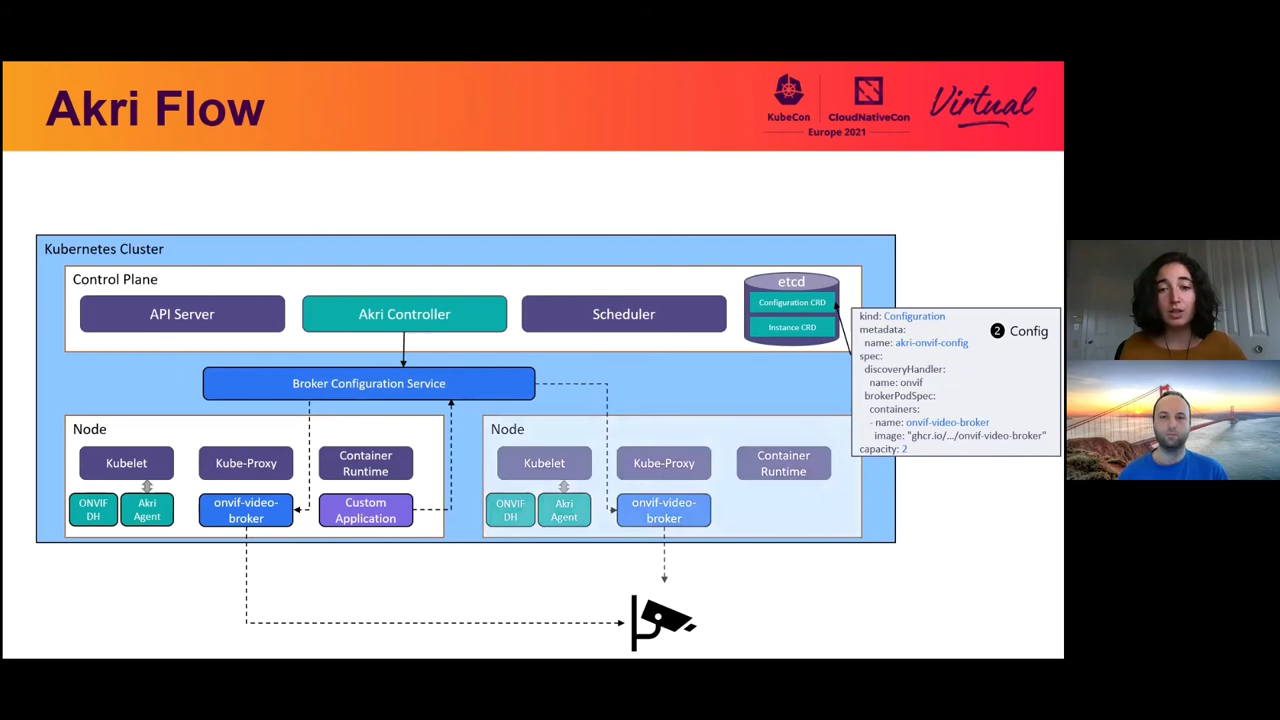 Akri Flow
KubeCon
CloudNativeCon
Europe 2021
Virtual
Kubernetes Cluster
Control Plane
API Server
Akri Controller
Scheduler
etcd
Configuration CRD
Instance CRD
kind: Configuration
metadata:
name: akri-onvif-config
spec:
discoveryHandler:
name: onvif
brokerPodSpec:
containers:
- name: onvif-video-broker
image: "ghcr.io/.../onvif-video-broker"
capacity: 2
2 Config
Broker Configuration Service
Node
Kubelet
Kube-Proxy
Container
Runtime
ONVIF
DH
Akri
Agent
onvif-video-
broker
Custom
Application
Node
Kubelet
Kube-Proxy
Container
Runtime
ONVIF
DH
Akri
Agent
onvif-video-
broker